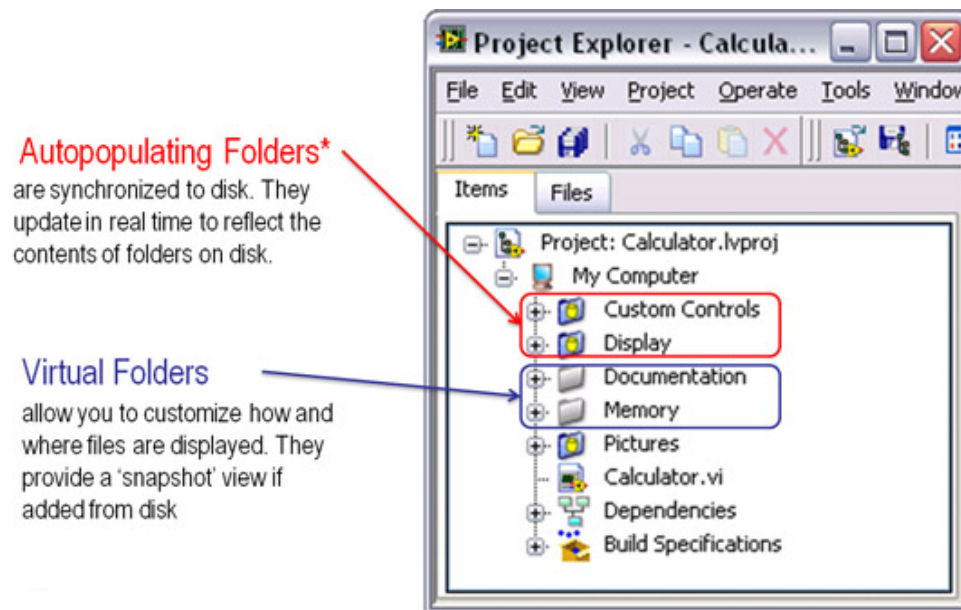 Project Explorer - Calcula...
File Edit View Project Operate Tools Window
Items Files
Autopopulating Folders*
are synchronized to disk. They
update in real time to reflect the
contents of folders on disk.
Virtual Folders
allow you to customize how and
where files are displayed. They
provide a ‘snapshot’ view if
added from disk
Project: Calculator.lvproj
My Computer
Custom Controls
Display
Documentation
Memory
Pictures
Calculator.vi
Dependencies
Build Specifications